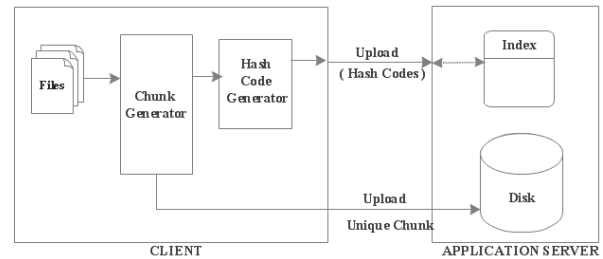 Files
Chunk
Generator
Hash
Code
Generator
Upload
( Hash Codes )
Index
Upload
Unique Chunk
Disk
CLIENT
APPLICATION SERVER